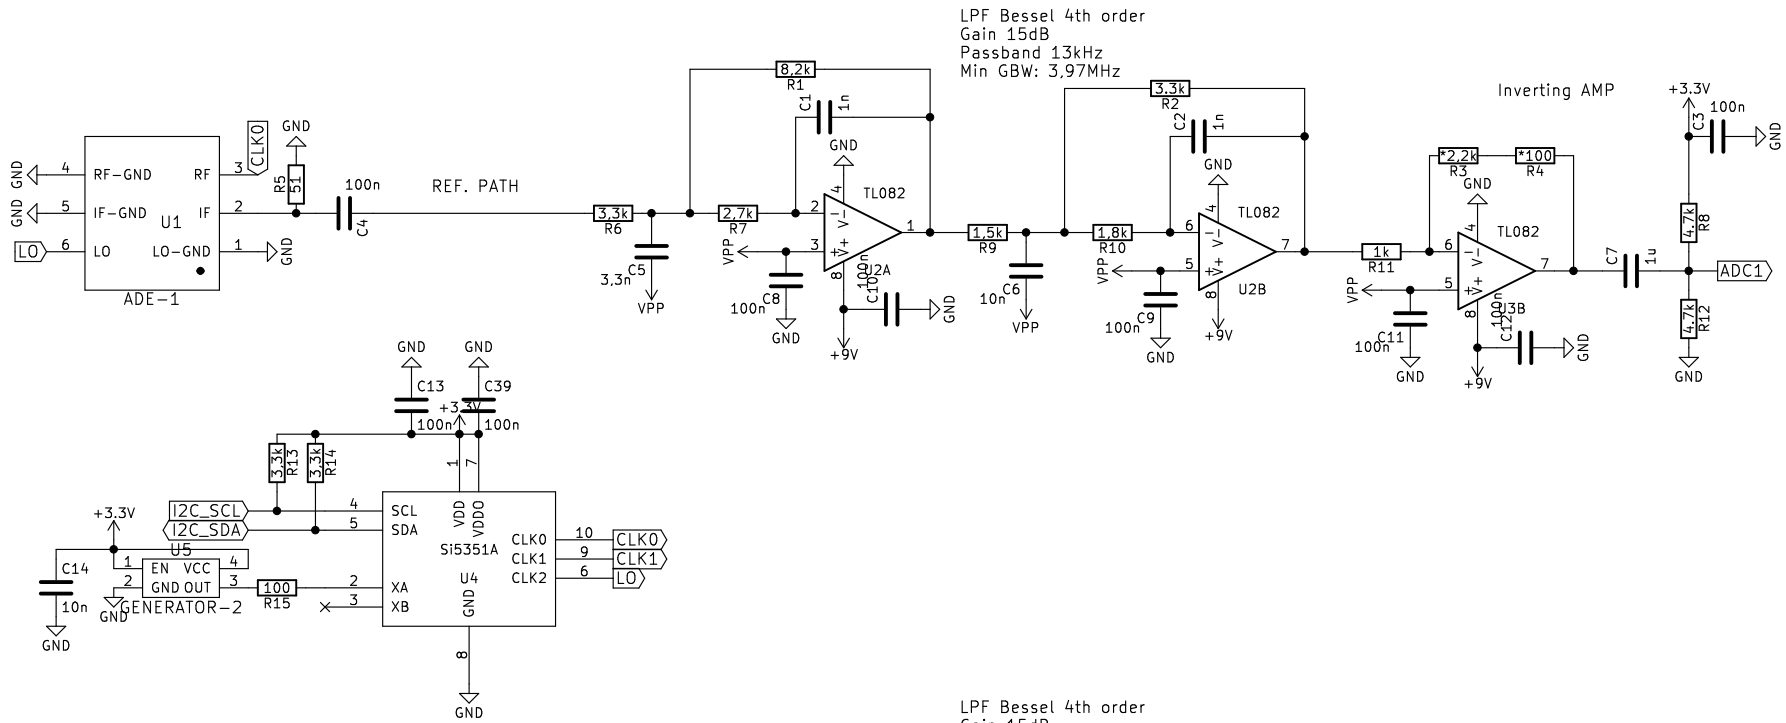 LPF Bessel 4th order
Gain 15dB
Passband 13kHz
Min GBW: 3,97MHz
Inverting AMP
REF. PATH
GND
4
RF-GND
RF
3
CLK0
GND
5
IF-GND
IF
2
U1
LO
6
LO
LO-GND
1
GND
ADE-1
GND
R5
51
100n
C4
3,3k
R6
C5
3,3n
VPP
8,2k
R1
C1
1n
2,7k
R7
GND
4
TL082
2
3
1
V-
V+
8
U2A
VPP
C8
100n
GND
100n
C10
GND
+9V
1,5k
R9
C6
10n
VPP
3.3k
R2
C2
1n
1,8k
R10
GND
4
TL082
6
5
7
V-
V+
8
U2B
VPP
C9
100n
GND
+9V
1k
R11
*2,2k
R3
*100
R4
GND
4
TL082
6
5
7
V-
V+
8
U3B
VPP
C11
100n
GND
100n
C12
GND
+9V
C7
1u
+3.3V
C3
100n
GND
4.7k
R8
ADC1
4.7k
R12
GND
GND
C13
100n
+3.3V
GND
C39
100n
3,3k
R13
3,3k
R14
1
7
I2C_SCL
4
SCL
I2C_SDA
5
SDA
VDD
VDDO
Si5351A
U4
GND
8
GND
CLK0
10
CLK0
CLK1
9
CLK1
CLK2
6
LO
2
XA
3
XB
+3.3V
U5
1
EN
VCC
4
2
GND
OUT
3
GENERATOR-2
GND
C14
10n
GND
100
R15
LPF Bessel 4th order
Gain 15dB